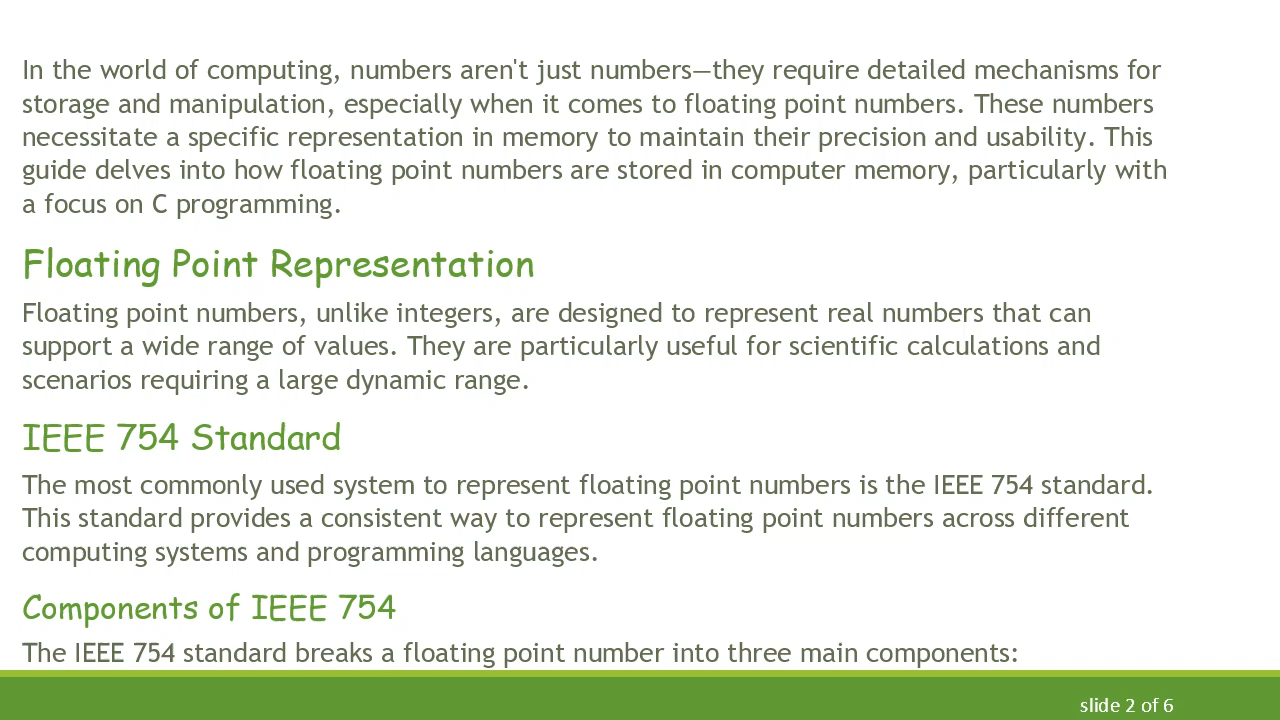 In the world of computing, numbers aren't just numbers—they require detailed mechanisms for
storage and manipulation, especially when it comes to floating point numbers. These numbers
necessitate a specific representation in memory to maintain their precision and usability. This
guide delves into how floating point numbers are stored in computer memory, particularly with
a focus on C programming.
Floating Point Representation
Floating point numbers, unlike integers, are designed to represent real numbers that can
support a wide range of values. They are particularly useful for scientific calculations and
scenarios requiring a large dynamic range.
IEEE 754 Standard
The most commonly used system to represent floating point numbers is the IEEE 754 standard.
This standard provides a consistent way to represent floating point numbers across different
computing systems and programming languages.
Components of IEEE 754
The IEEE 754 standard breaks a floating point number into three main components:
slide 2 of 6